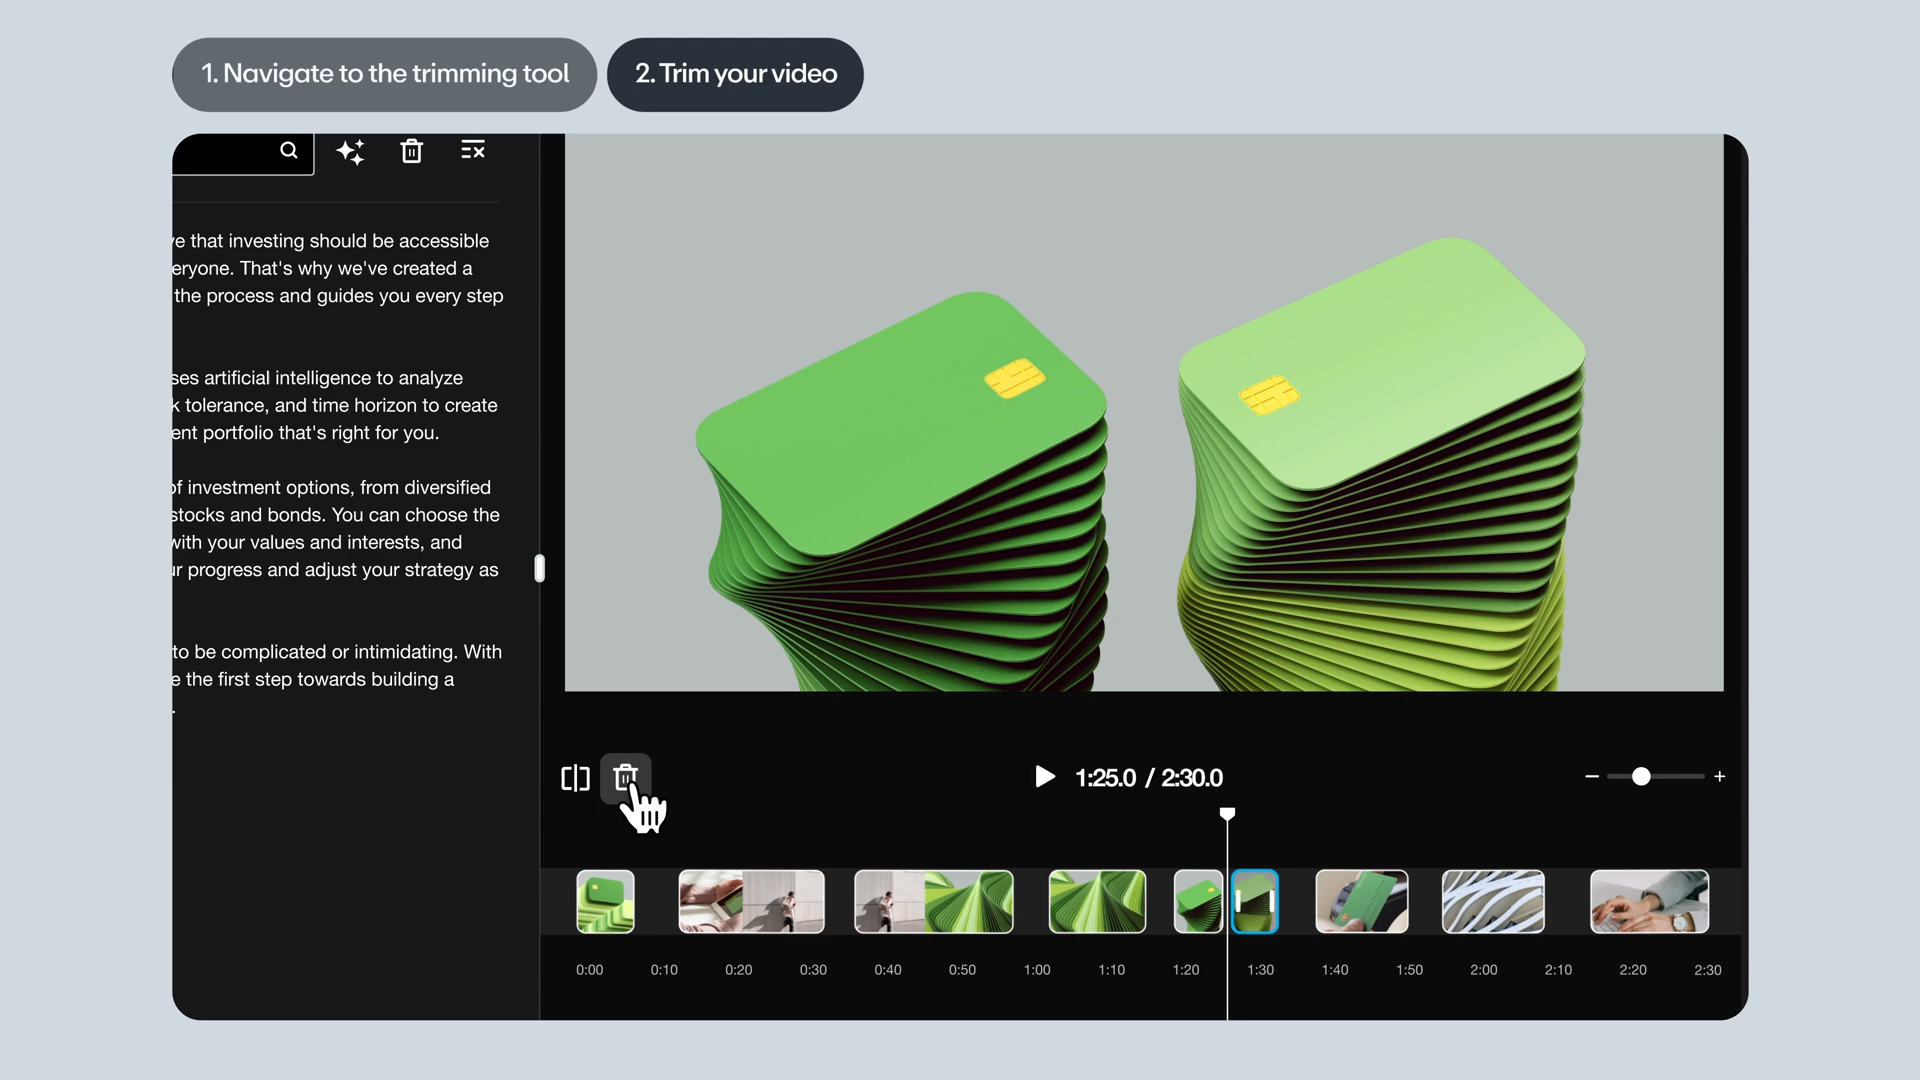 1. Navigate to the trimming tool
2. Trim your video
that investing should be accessible
That's why we've created a
the process and guides you every step
artificial intelligence to analyze
tolerance, and time horizon to create
portfolio that's right for you.
of investment options, from diversified
stocks and bonds. You can choose the
with your values and interests, and
progress and adjust your strategy as
to be complicated or intimidating. With
the first step towards building a
1:25.0 / 2:30.0
0:00 0:10 0:20 0:30 0:40 0:50 1:00 1:10 1:20 1:30 1:40 1:50 2:00 2:10 2:20 2:30